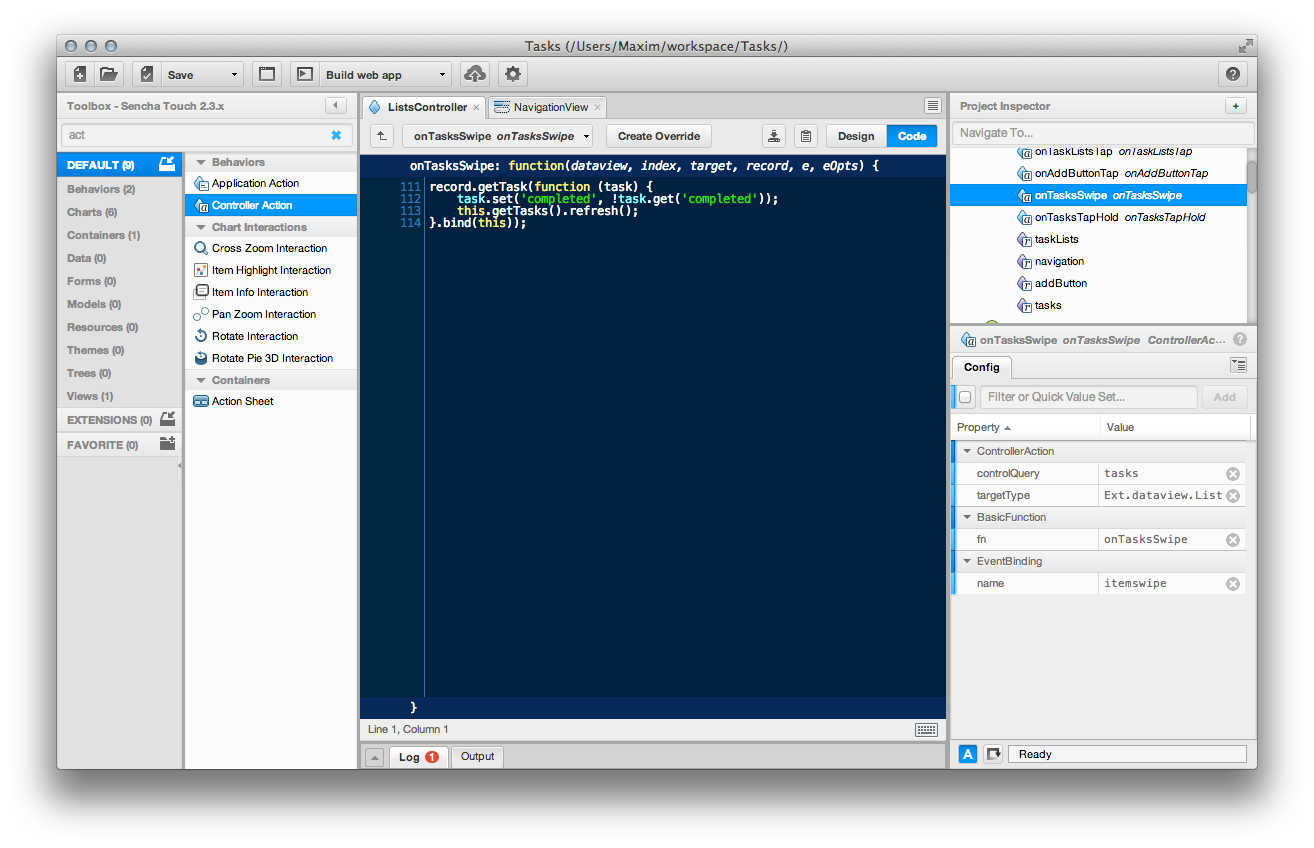 Tasks (/Users/Maxim/workspace/Tasks/)
Save
Build web app
Toolbox - Sencha Touch 2.3.x
act
DEFAULT (9)
Behaviors (2)
Charts (6)
Containers (1)
Data (0)
Forms (0)
Models (0)
Resources (0)
Themes (0)
Trees (0)
Views (1)
EXTENSIONS (0)
FAVORITE (0)
Behaviors
Application Action
Controller Action
Chart Interactions
Cross Zoom Interaction
Item Highlight Interaction
Item Info Interaction
Pan Zoom Interaction
Rotate Interaction
Rotate Pie 3D Interaction
Containers
Action Sheet
ListsController
NavigationView
onTasksSwipe onTasksSwipe
Create Override
Design
Code
onTasksSwipe: function(dataview, index, target, record, e, eOpts) {
111 record.getTask(function (task) {
112     task.set('completed', !task.get('completed'));
113     this.getTasks().refresh();
114 }.bind(this));
}
Line 1, Column 1
Log 1
Output
Project Inspector
Navigate To...
onTaskListsTap onTaskListsTap
onAddButtonTap onAddButtonTap
onTasksSwipe onTasksSwipe
onTasksTapHold onTasksTapHold
taskLists
navigation
addButton
tasks
onTasksSwipe onTasksSwipe ControllerAc...
Config
Filter or Quick Value Set...
Add
Property Value
ControllerAction
controlQuery tasks
targetType Ext.dataview.List
BasicFunction
fn onTasksSwipe
EventBinding
name itemswipe
A
Ready